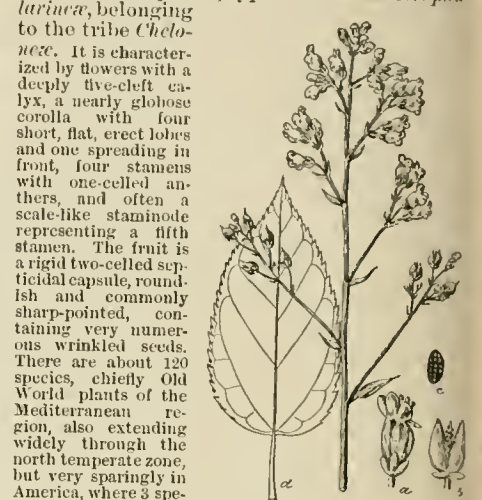 larineæ, belonging
to the tribe Chelo-
neæ. It is character-
ized by flowers with a
deeply five-cleft ca-
lyx, a nearly globose
corolla with four
short, flat, erect lobes
and one spreading in
front, four stamens
with one-celled an-
thers, and often a
scale-like staminode
representing a fifth
stamen. The fruit is
a rigid two-celled sep-
ticidal capsule, round-
ish and commonly
sharp-pointed, con-
taining very numer-
ous wrinkled seeds.
There are about 120
species, chiefly Old
World plants of the
Mediterranean re-
gion, also extending
widely through the
north temperate zone,
but very sparingly in
America, where 3 spe-
c
d
a
b